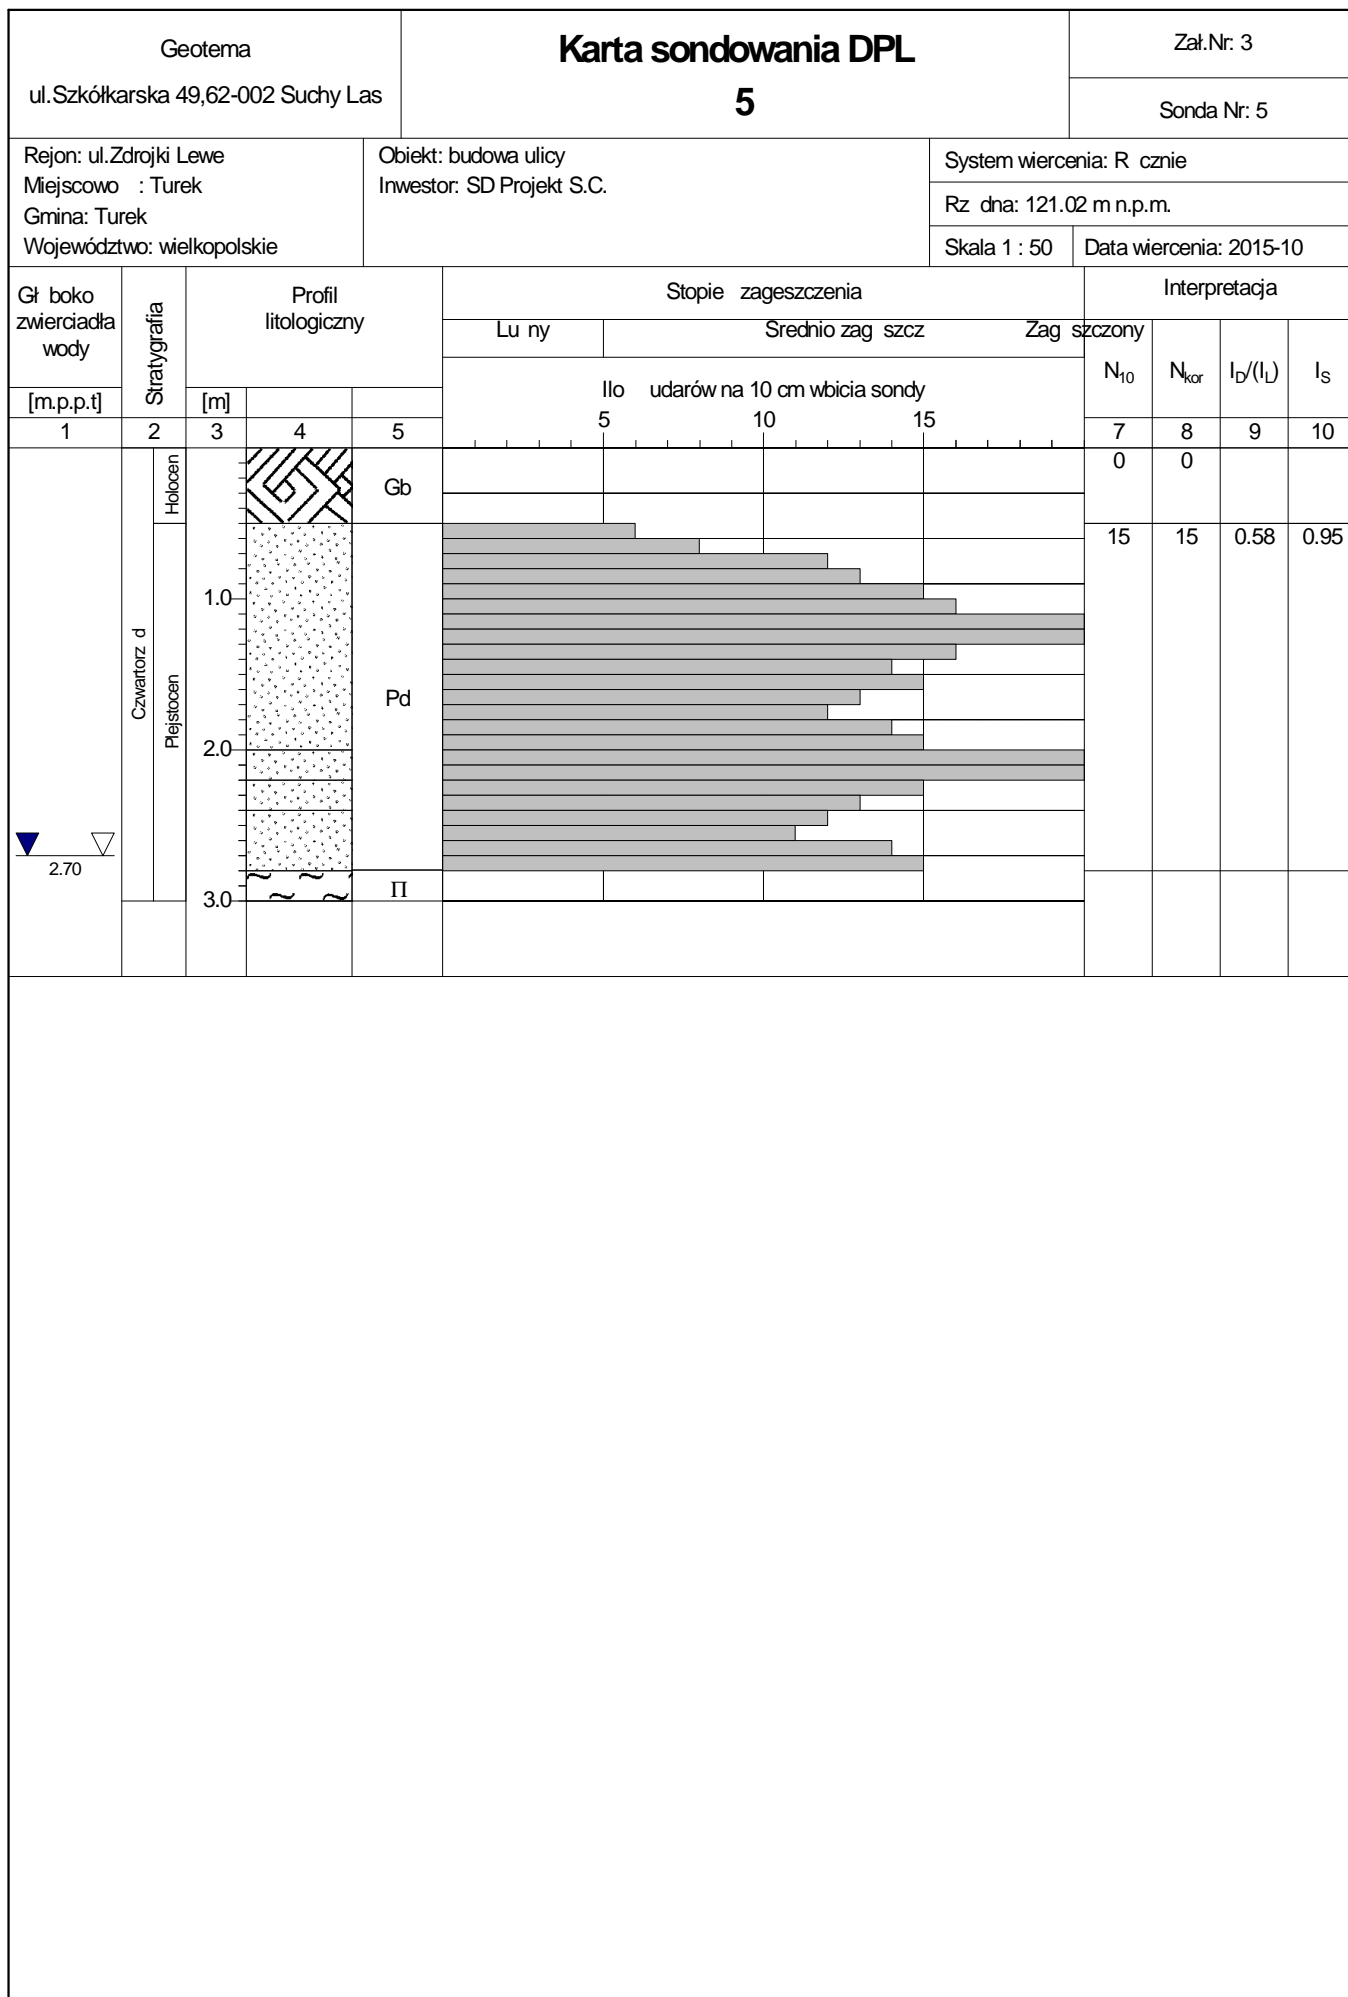 Geotema
ul.Szkółkarska 49,62-002 Suchy Las
Karta sondowania DPL
5
Zał.Nr: 3
Sonda Nr: 5
Rejon: ul.Zdrojki Lewe
Miejscowo : Turek
Gmina: Turek
Województwo: wielkopolskie
Obiekt: budowa ulicy
Inwestor: SD Projekt S.C.
System wiercenia: R cznie
Rz dna: 121.02 m n.p.m.
Skala 1 : 50
Data wiercenia: 2015-10
Gł boko
zwierciadła
wody
[m.p.p.t]
Stratygrafia
Profil
litologiczny
[m]
Stopie zageszczenia
Lu ny
Srednio zag szcz
Zag szczony
Ilo udarów na 10 cm wbicia sondy
5 10 15
Interpretacja
N10 Nkor ID/(IL) IS
1 2 3 4 5 7 8 9 10
Holocen
Gb
0 0
Czwartorz d
Plejstocen
15 15 0.58 0.95
1.0
Pd
2.0
2.70
Π
3.0